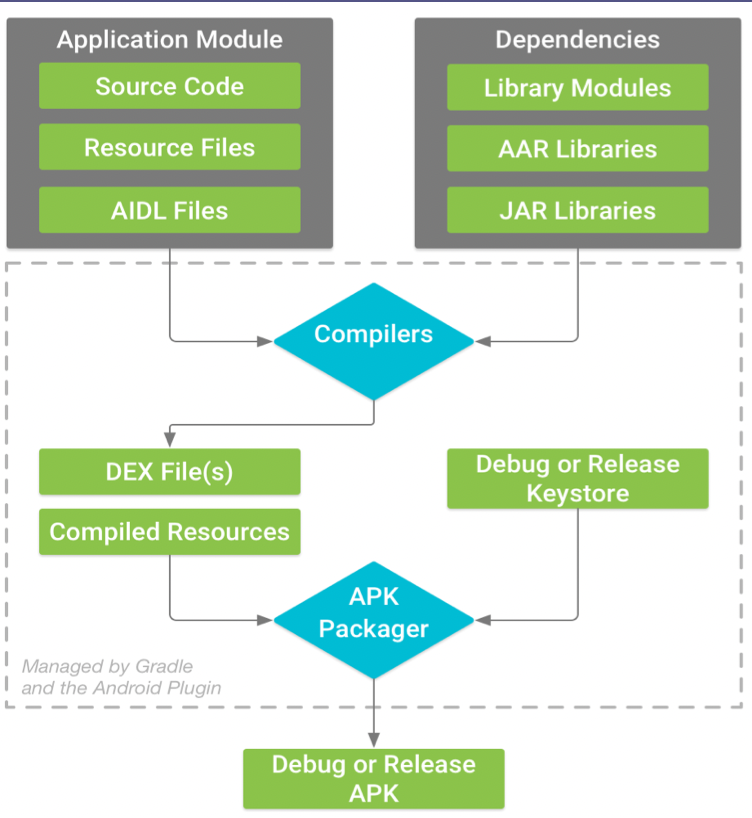 Application Module
Source Code
Resource Files
AIDL Files
Dependencies
Library Modules
AAR Libraries
JAR Libraries
Compilers
DEX File(s)
Compiled Resources
Debug or Release
Keystore
APK
Packager
Managed by Gradle
and the Android Plugin
Debug or Release
APK